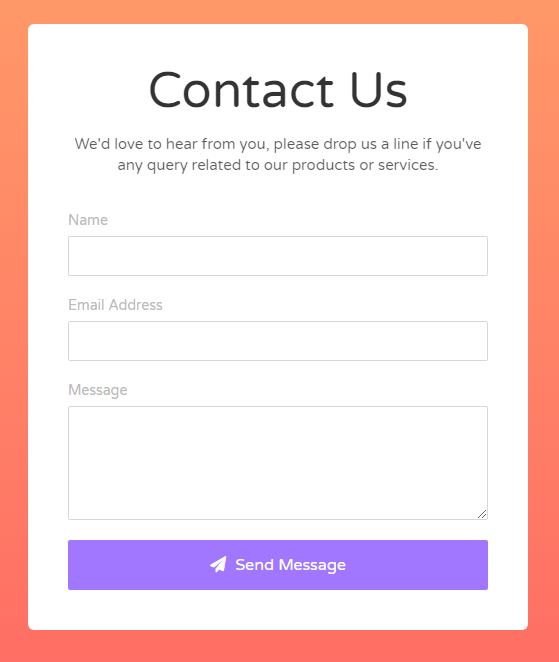 Contact Us
We'd love to hear from you, please drop us a line if you've
any query related to our products or services.
Name
Email Address
Message
Send Message